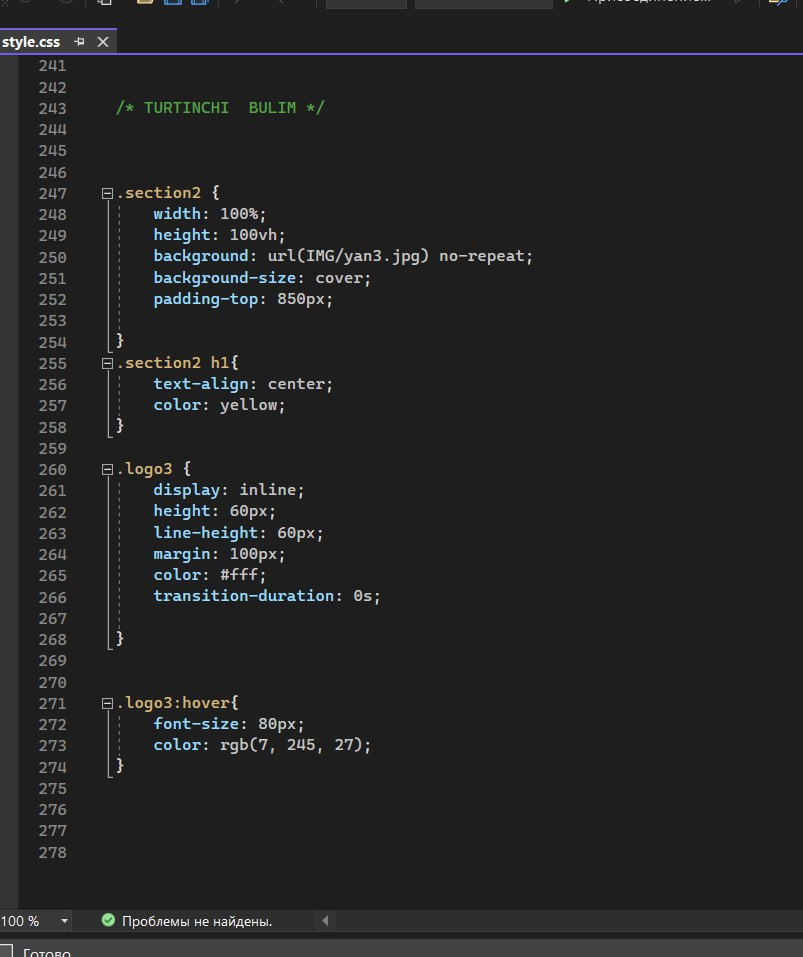 style.css
241
242
243 /* TURTINCHI  BULIM */
244
245
246
247 .section2 {
248 width: 100%;
249 height: 100vh;
250 background: url(IMG/yan3.jpg) no-repeat;
251 background-size: cover;
252 padding-top: 850px;
253
254 }
255 .section2 h1{
256 text-align: center;
257 color: yellow;
258 }
259
260 .logo3 {
261 display: inline;
262 height: 60px;
263 line-height: 60px;
264 margin: 100px;
265 color: #fff;
266 transition-duration: 0s;
267
268 }
269
270
271 .logo3:hover{
272 font-size: 80px;
273 color: rgb(7, 245, 27);
274 }
275
276
277
278
100 % Проблемы не найдены.
Готово